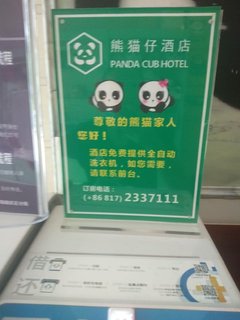 熊猫仔酒店
PANDA CUB HOTEL
尊敬的熊猫家人
您好！
酒店免费提供全自动
洗衣机，如您需要，
请联系前台。
订房电话：
(+86 817) 2337111
借
还